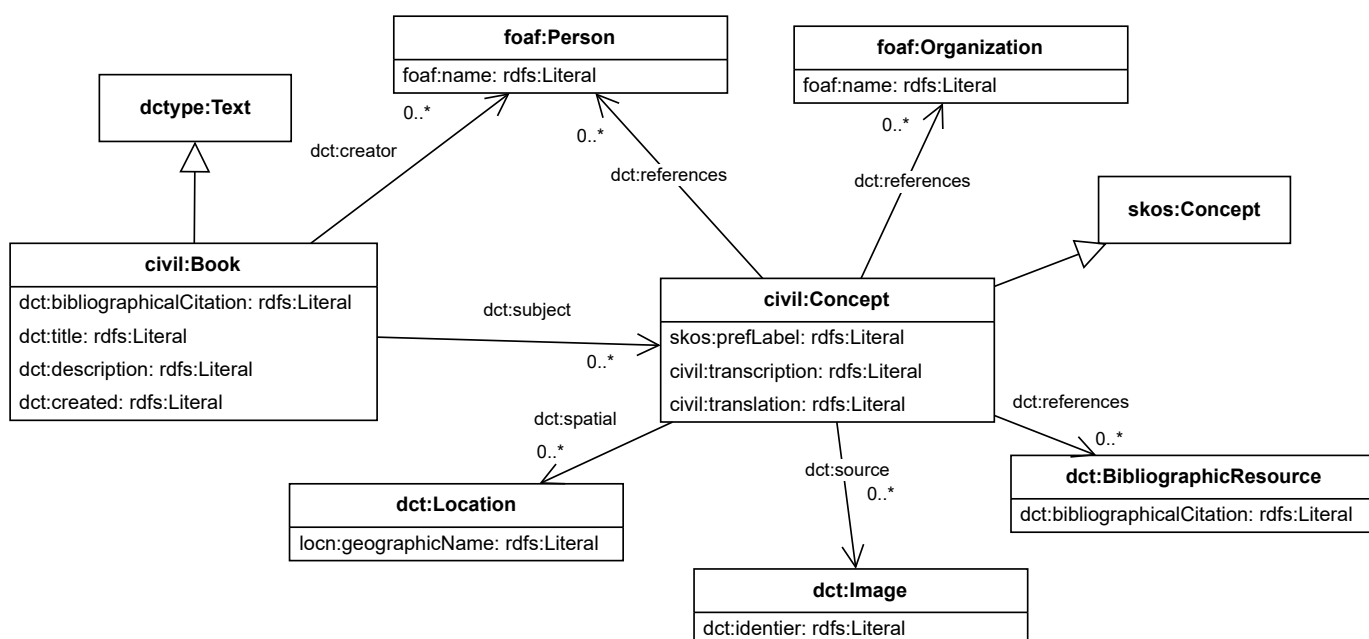 foaf:Person
foaf:name: rdfs:Literal
foaf:Organization
foaf:name: rdfs:Literal
dctype:Text
0..*
0..*
0..*
dct:creator
dct:references
dct:references
skos:Concept
civil:Book
dct:bibliographicalCitation: rdfs:Literal
dct:title: rdfs:Literal
dct:description: rdfs:Literal
dct:created: rdfs:Literal
dct:subject
0..*
civil:Concept
skos:prefLabel: rdfs:Literal
civil:transcription: rdfs:Literal
civil:translation: rdfs:Literal
dct:spatial
0..*
dct:references
0..*
dct:source
0..*
dct:Location
locn:geographicName: rdfs:Literal
dct:BibliographicResource
dct:bibliographicalCitation: rdfs:Literal
dct:Image
dct:identier: rdfs:Literal